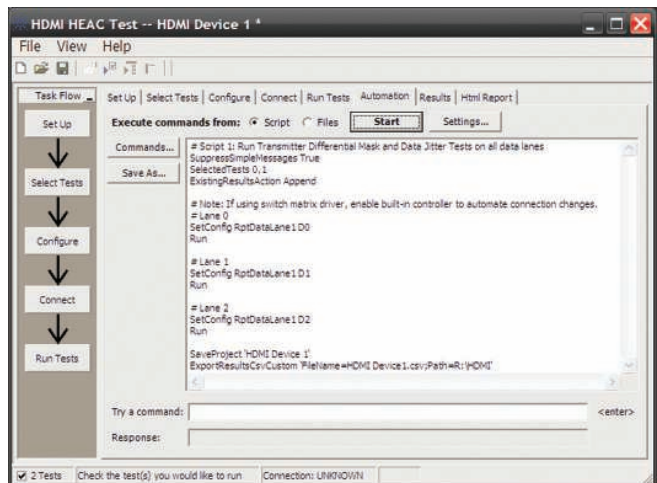 HDMI HEAC Test -- HDMI Device 1 *
File View Help
Task Flow
Set Up | Select Tests | Configure | Connect | Run Tests | Automation | Results | Html Report |
Set Up
Select Tests
Configure
Connect
Run Tests
Execute commands from: Script Files Start Settings...
Commands...
Save As...
# Script 1: Run Transmitter Differential Mask and Data Jitter Tests on all data lanes
SuppressSimpleMessages True
SelectedTests 0,1
ExistingResultsAction Append
# Note: If using switch matrix driver, enable built-in controller to automate connection changes.
# Lane 0
SetConfig RptDataLane1 D0
Run
# Lane 1
SetConfig RptDataLane1 D1
Run
# Lane 2
SetConfig RptDataLane1 D2
Run
SaveProject 'HDMI Device 1'
ExportResultsCsvCustom 'FileName=HDMI Device1.csv;Path=R:\HDMI'
Try a command: <enter>
Response:
2 Tests Check the test(s) you would like to run Connection: UNKNOWN